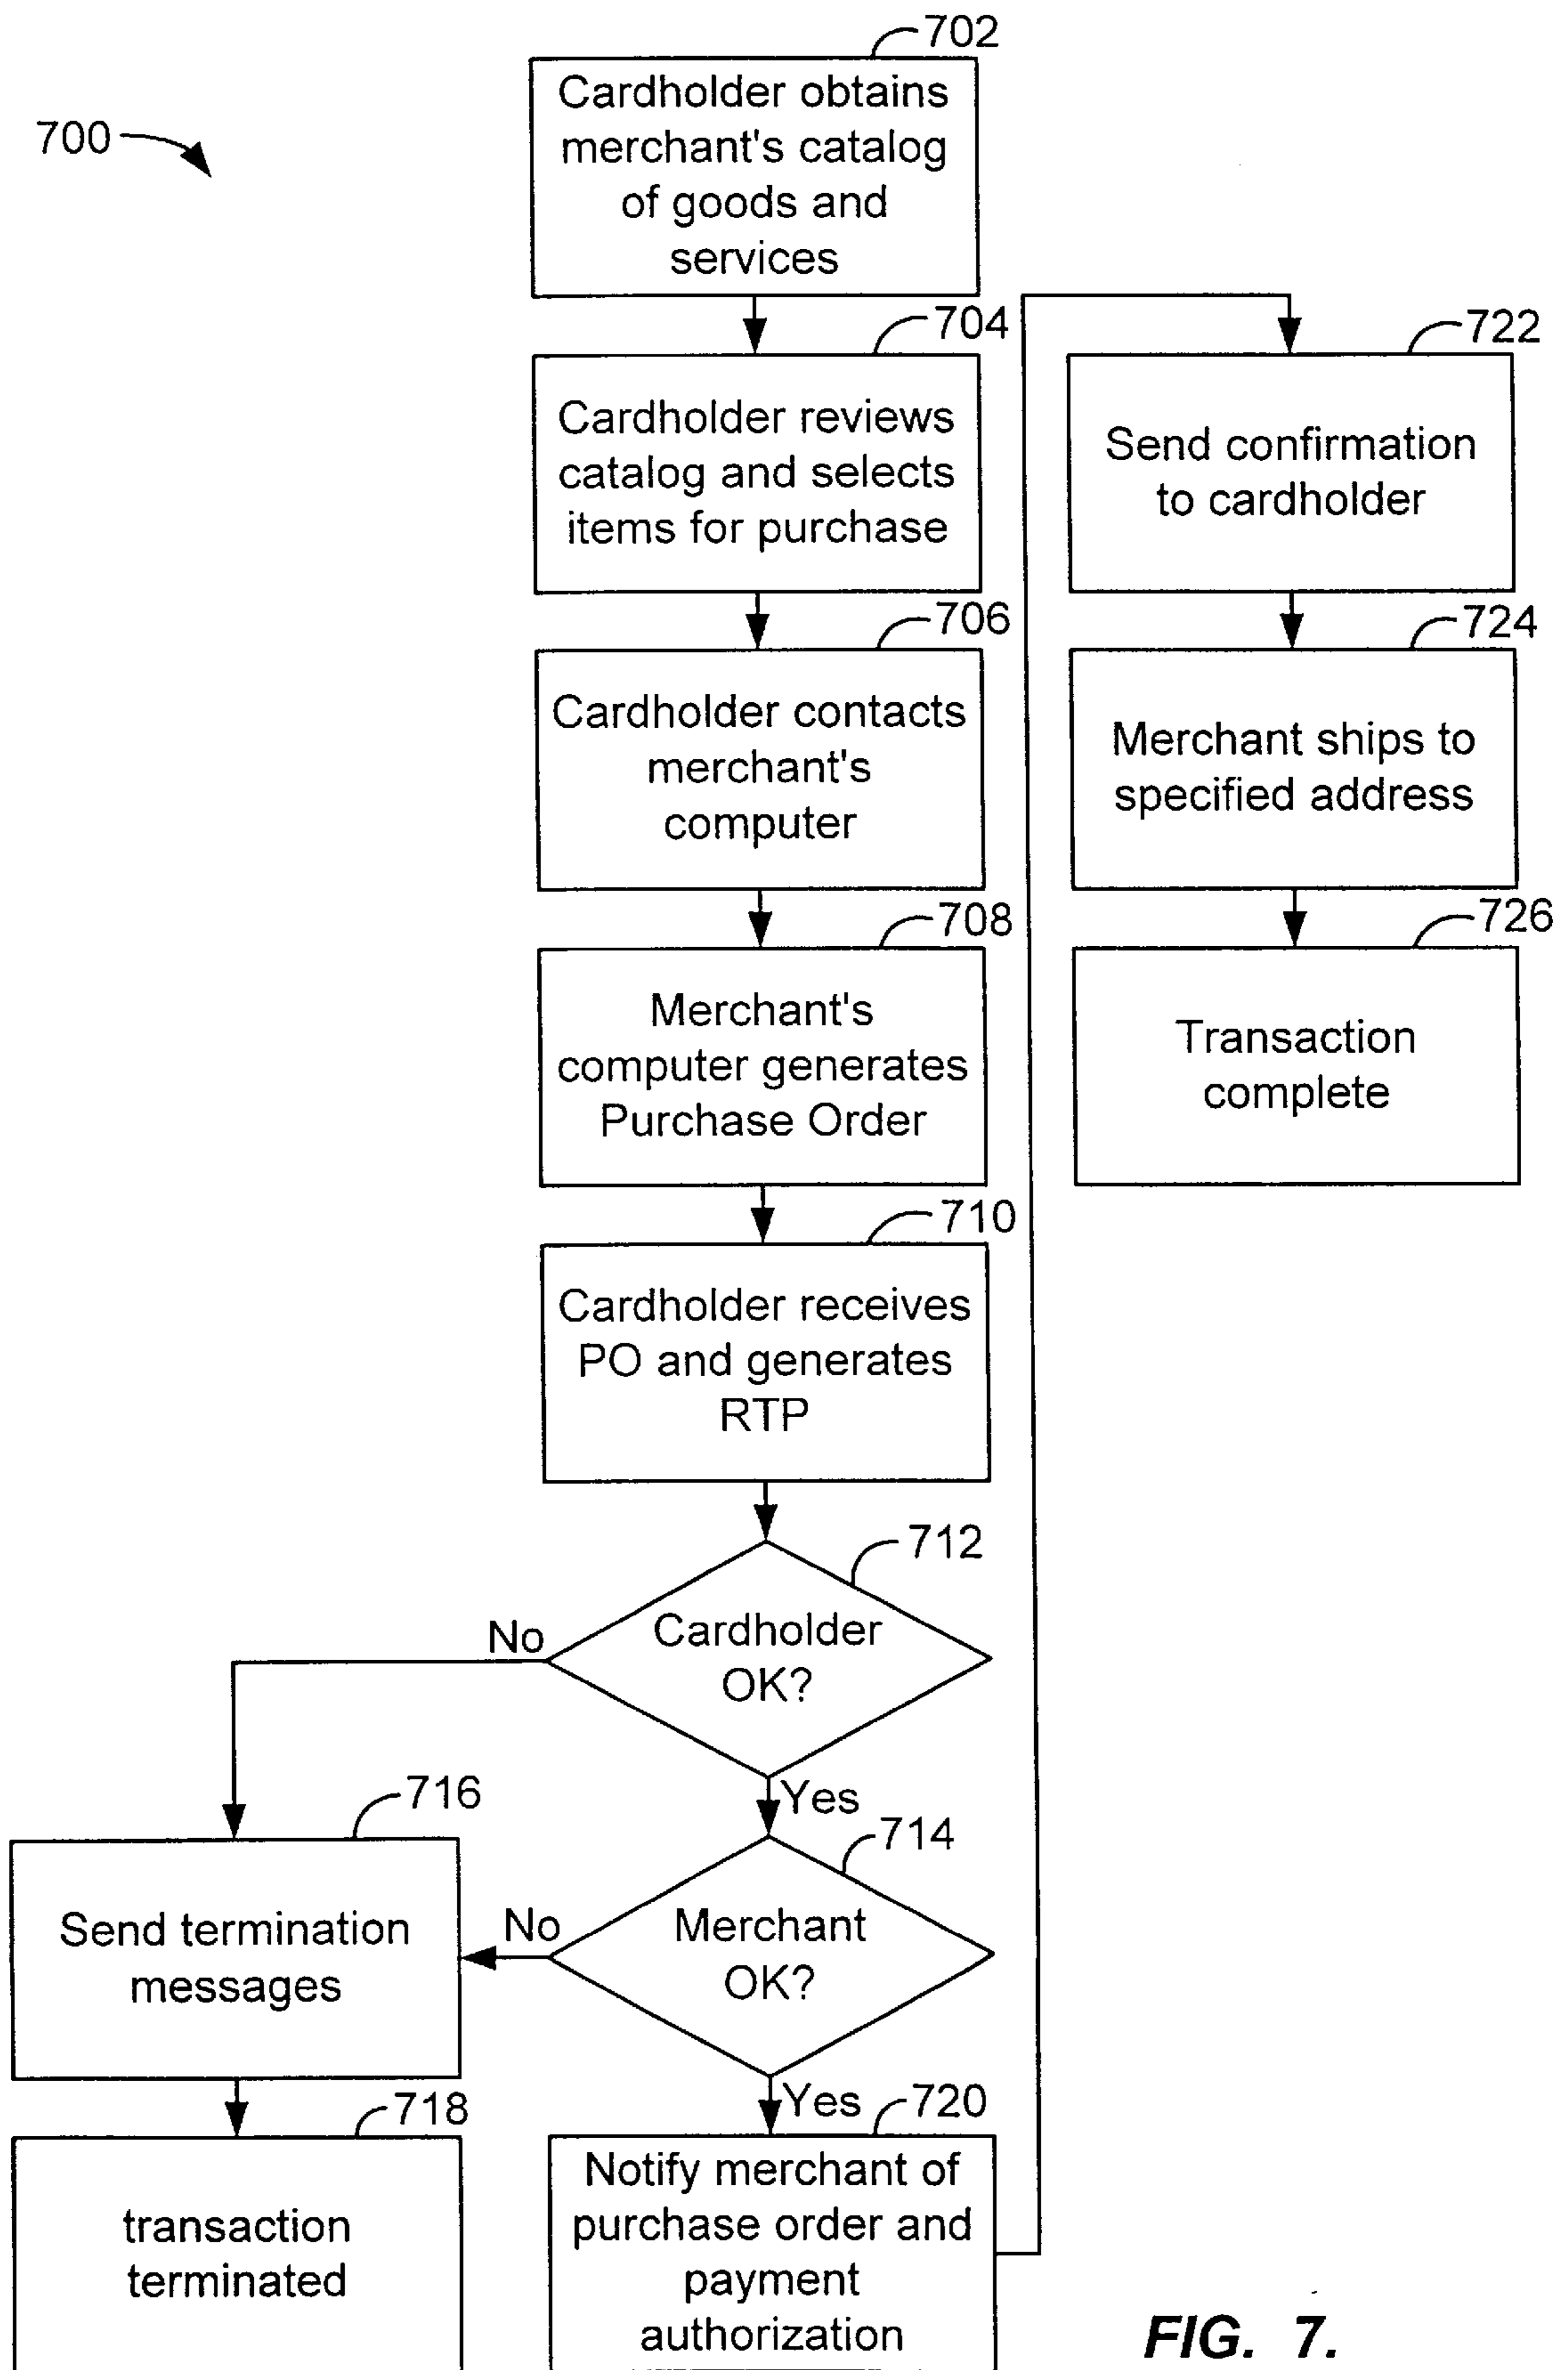 700
702
Cardholder obtains
merchant's catalog
of goods and
services
704
Cardholder reviews
catalog and selects
items for purchase
706
Cardholder contacts
merchant's
computer
708
Merchant's
computer generates
Purchase Order
710
Cardholder receives
PO and generates
RTP
712
Cardholder
OK?
No
Yes
714
Merchant
OK?
No
Yes
716
Send termination
messages
718
transaction
terminated
720
Notify merchant of
purchase order and
payment
authorization
722
Send confirmation
to cardholder
724
Merchant ships to
specified address
726
Transaction
complete
FIG. 7.